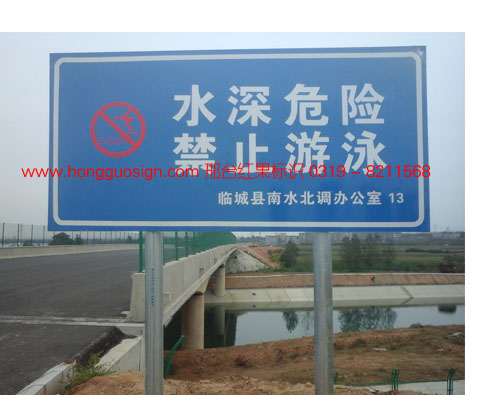 水深危险
禁止游泳
www.hongguosign.com 邢台红果标识 0319-8211568
临城县南水北调办公室 13